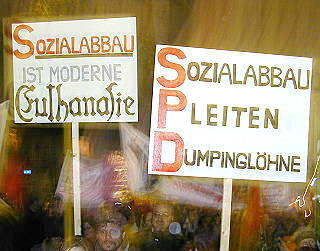 SOZIALABBAU
IST MODERNE
Euthanasie
SOZIALABBAU
PLEITEN
DUMPINGLÖHNE